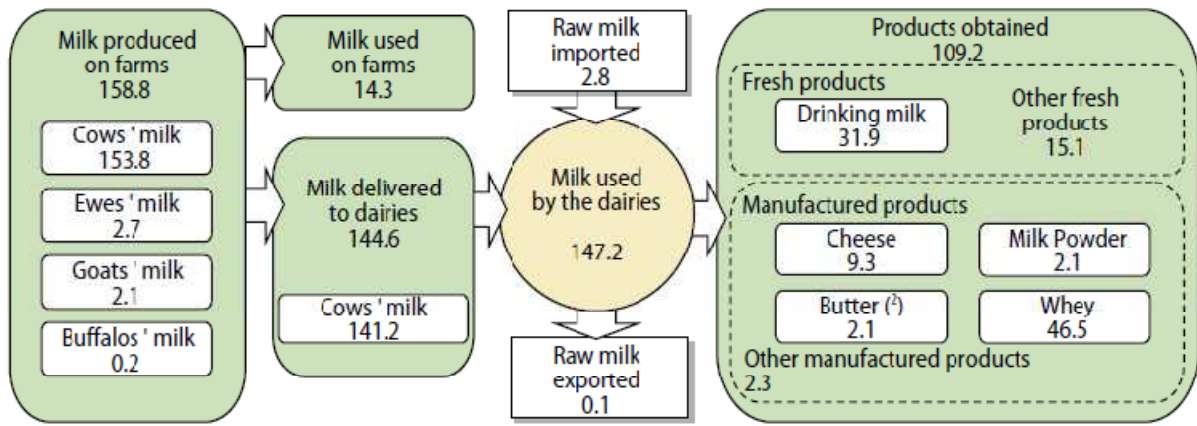 Milk produced
on farms
158.8
Cows ' milk
153.8
Ewes ' milk
2.7
Goats ' milk
2.1
Buffalos ' milk
0.2
Milk used
on farms
14.3
Milk delivered
to dairies
144.6
Cows ' milk
141.2
Raw milk
imported
2.8
Milk used
by the dairies
147.2
Raw milk
exported
0.1
Products obtained
109.2
Fresh products
Drinking milk
31.9
Other fresh
products
15.1
Manufactured products
Cheese
9.3
Milk Powder
2.1
Butter (²)
2.1
Whey
46.5
Other manufactured products
2.3